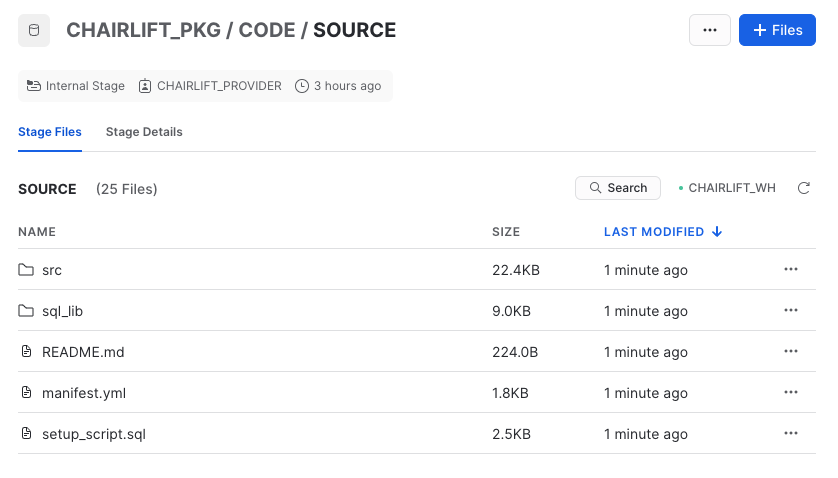 CHAIRLIFT_PKG / CODE / SOURCE
... + Files
Internal Stage CHAIRLIFT_PROVIDER 3 hours ago
Stage Files Stage Details
SOURCE (25 Files) Search CHAIRLIFT_WH
NAME SIZE LAST MODIFIED
src 22.4KB 1 minute ago ...
sql_lib 9.0KB 1 minute ago ...
README.md 224.0B 1 minute ago ...
manifest.yml 1.8KB 1 minute ago ...
setup_script.sql 2.5KB 1 minute ago ...